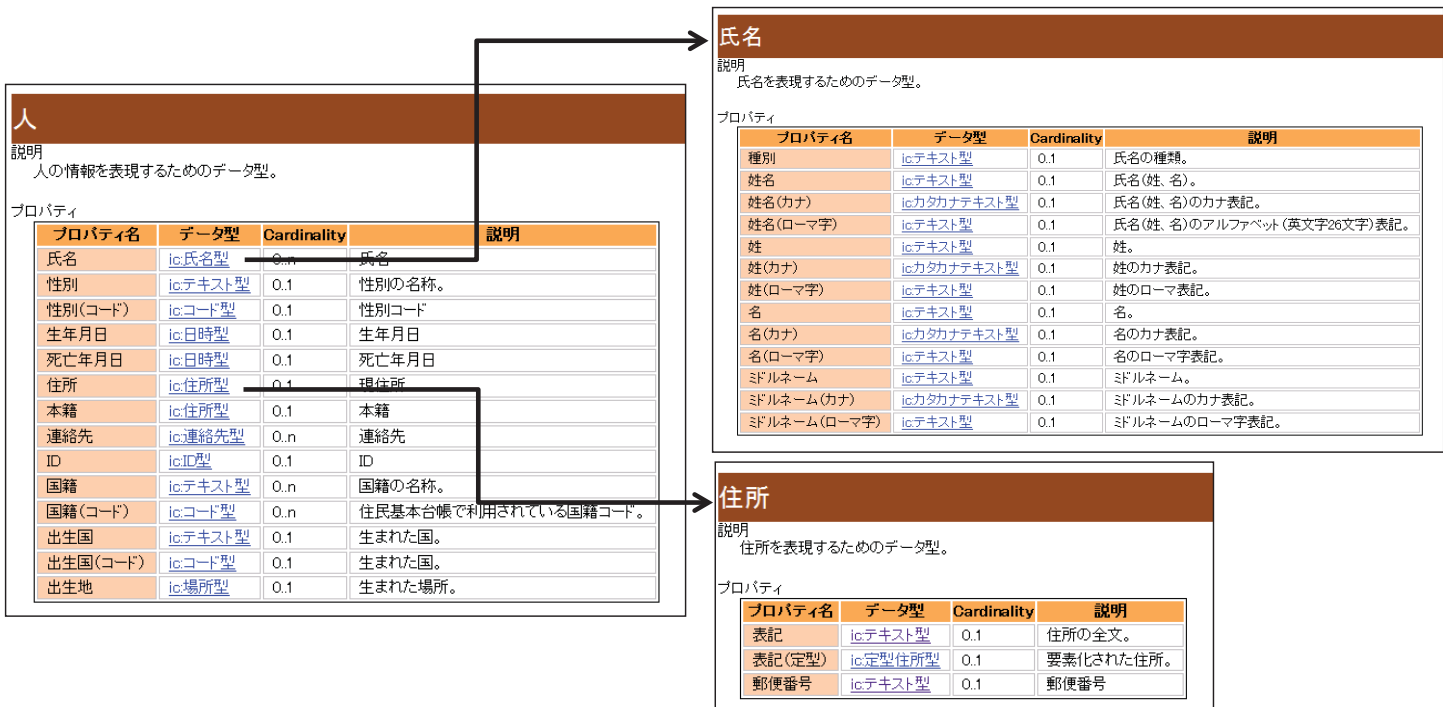 人
説明
人の情報を表現するためのデータ型。
プロパティ
プロパティ名 データ型 Cardinality 説明
氏名 ic:氏名型 0..n 氏名
性別 ic:テキスト型 0..1 性別の名称。
性別(コード) ic:コード型 0..1 性別コード
生年月日 ic:日時型 0..1 生年月日
死亡年月日 ic:日時型 0..1 死亡年月日
住所 ic:住所型 0..1 現住所
本籍 ic:住所型 0..1 本籍
連絡先 ic:連絡先型 0..n 連絡先
ID ic:ID型 0..1 ID
国籍 ic:テキスト型 0..n 国籍の名称。
国籍(コード) ic:コード型 0..n 住民基本台帳で利用されている国籍コード。
出生国 ic:テキスト型 0..1 生まれた国。
出生国(コード) ic:コード型 0..1 生まれた国。
出生地 ic:場所型 0..1 生まれた場所。
氏名
説明
氏名を表現するためのデータ型。
プロパティ
プロパティ名 データ型 Cardinality 説明
種別 ic:テキスト型 0..1 氏名の種類。
姓名 ic:テキスト型 0..1 氏名(姓、名)。
姓名(カナ) ic:カタカナテキスト型 0..1 氏名(姓、名)のカナ表記。
姓名(ローマ字) ic:テキスト型 0..1 氏名(姓、名)のアルファベット(英文字26文字)表記。
姓 ic:テキスト型 0..1 姓。
姓(カナ) ic:カタカナテキスト型 0..1 姓のカナ表記。
姓(ローマ字) ic:テキスト型 0..1 姓のローマ表記。
名 ic:テキスト型 0..1 名。
名(カナ) ic:カタカナテキスト型 0..1 名のカナ表記。
名(ローマ字) ic:テキスト型 0..1 名のローマ字表記。
ミドルネーム ic:テキスト型 0..1 ミドルネーム。
ミドルネーム(カナ) ic:カタカナテキスト型 0..1 ミドルネームのカナ表記。
ミドルネーム(ローマ字) ic:テキスト型 0..1 ミドルネームのローマ字表記。
住所
説明
住所を表現するためのデータ型。
プロパティ
プロパティ名 データ型 Cardinality 説明
表記 ic:テキスト型 0..1 住所の全文。
表記(定型) ic:定型住所型 0..1 要素化された住所。
郵便番号 ic:テキスト型 0..1 郵便番号